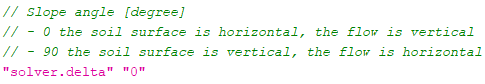 // Slope angle [degree]
// - 0 the soil surface is horizontal, the flow is vertical
// - 90 the soil surface is vertical, the flow is horizontal
"solver.delta" "0"